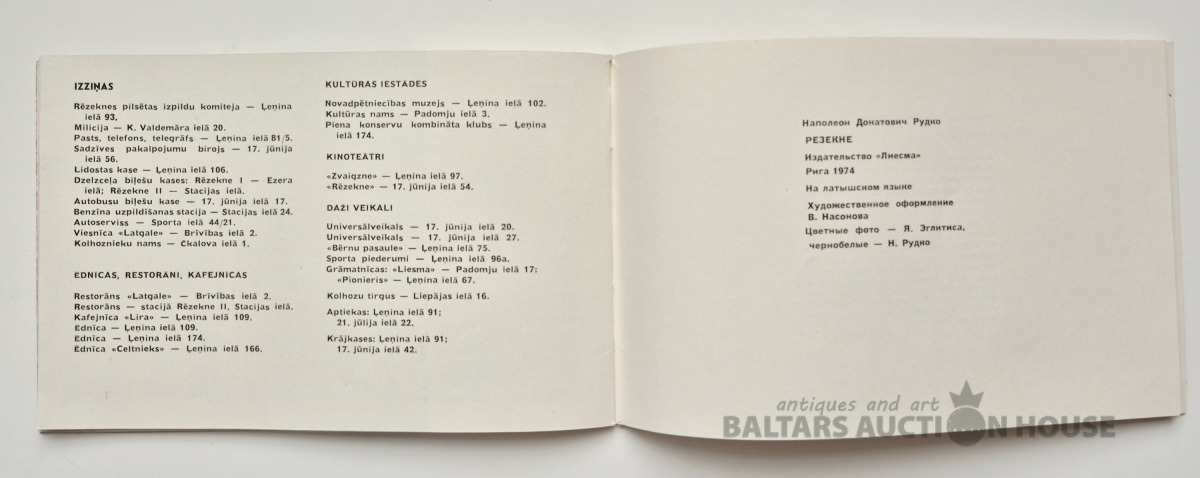 IZZIŅAS
Rēzeknes pilsētas izpildu komiteja — Ļeņina
ielā 93.
Milicija — K. Valdemāra ielā 20.
Pasts, telefons, telegrāfs — Ļeņina ielā 81/5.
Sadzīves pakalpojumu birojs — 17. jūnija
ielā 56.
Lidostas kase — Ļeņina ielā 106.
Dzelzceļa biļešu kases: Rēzekne I — Ezera
ielā; Rēzekne II — Stacijas ielā.
Autobusu biļešu kase — 17. jūnija ielā 17.
Benzīna uzpildīšanas stacija — Stacijas ielā 24.
Autoserviss — Sporta ielā 44/21.
Viesnīca «Latgale» — Brīvības ielā 2.
Kolhoznieku nams — Čkalova ielā 1.
ĒDNĪCAS, RESTORĀNI, KAFEJNĪCAS
Restorāns «Latgale» — Brīvības ielā 2.
Restorāns — stacijā Rēzekne II, Stacijas ielā.
Kafejnīca «Lira» — Ļeņina ielā 109.
Ēdnīca — Ļeņina ielā 109.
Ēdnīca — Ļeņina ielā 174.
Ēdnīca «Celtnieks» — Ļeņina ielā 166.
KULTŪRAS IESTĀDES
Novadpētniecības muzejs — Ļeņina ielā 102.
Kultūras nams — Padomju ielā 3.
Piena konservu kombināta klubs — Ļeņina
ielā 174.
KINOTEĀTRI
«Zvaigzne» — Ļeņina ielā 97.
«Rēzekne» — 17. jūnija ielā 54.
DAŽI VEIKALI
Universālveikals — 17. jūnija ielā 20.
Universālveikals — 17. jūnija ielā 27.
«Bērnu pasaule» — Ļeņina ielā 75.
Sporta piederumi — Ļeņina ielā 96a.
Grāmatnīcas: «Liesma» — Padomju ielā 17;
«Pionieris» — Ļeņina ielā 67.
Kolhozu tirgus — Liepājas ielā 16.
Aptiekas: Ļeņina ielā 91;
21. jūlija ielā 22.
Krājkases: Ļeņina ielā 91;
17. jūnija ielā 42.
Наполеон Донатович Рудко
РЕЗЕКНЕ
Издательство «Лиесма»
Рига 1974
На латышском языке
Художественное оформление
В. Насонова
Цветные фото — Я. Эглитиса,
чернобелые — Н. Рудко
antiques and art
BALTARS AUCTION HOUSE